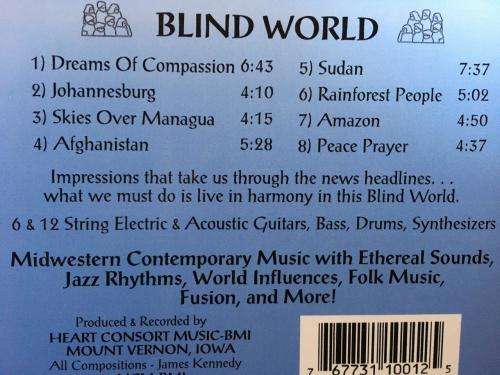 BLIND WORLD
1) Dreams Of Compassion 6:43
2) Johannesburg 4:10
3) Skies Over Managua 4:15
4) Afghanistan 5:28
5) Sudan 7:37
6) Rainforest People 5:02
7) Amazon 4:50
8) Peace Prayer 4:37
Impressions that take us through the news headlines. . .
what we must do is live in harmony in this Blind World.
6 & 12 String Electric & Acoustic Guitars, Bass, Drums, Synthesizers
Midwestern Contemporary Music with Ethereal Sounds,
Jazz Rhythms, World Influences, Folk Music,
Fusion, and More!
Produced & Recorded by
HEART CONSORT MUSIC-BMI
MOUNT VERNON, IOWA
All Compositions - James Kennedy
7 67731 10012 5